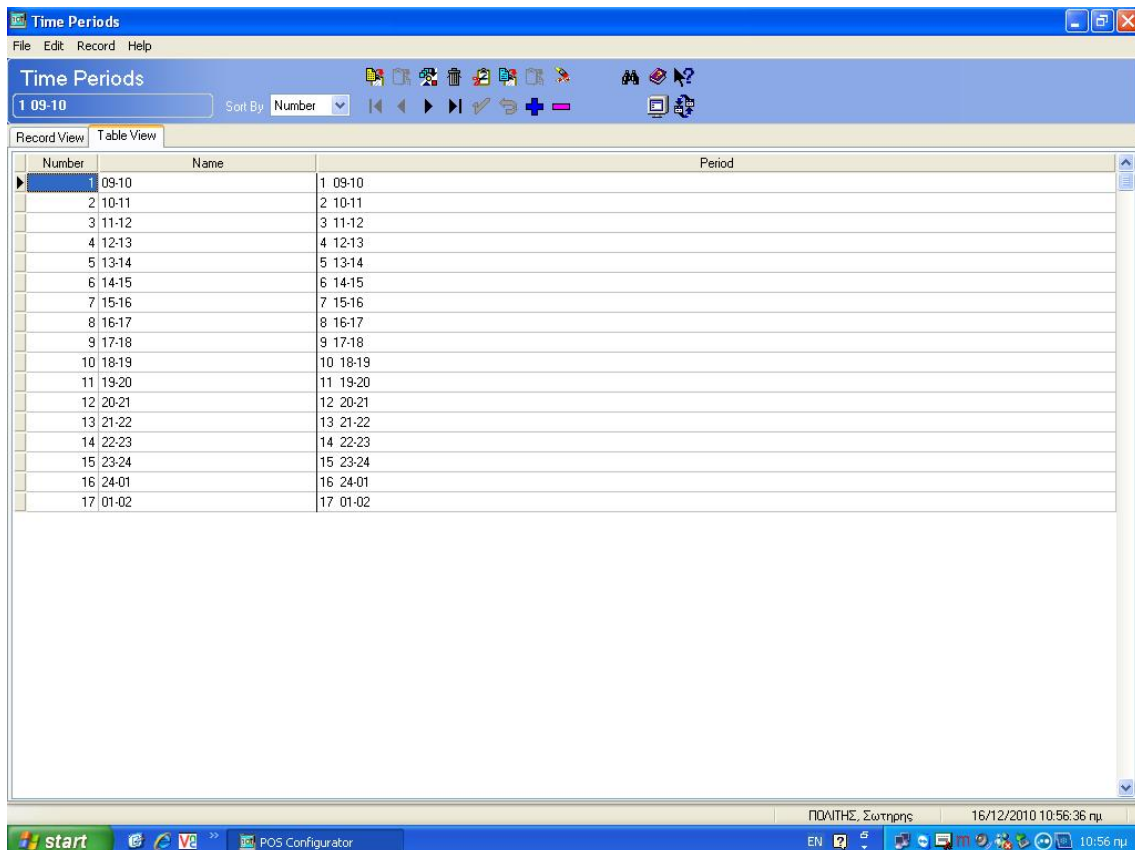 Time Periods
File Edit Record Help
Time Periods
1 09-10 Sort By Number
Record View Table View
Number Name Period
1 09-10 1 09-10
2 10-11 2 10-11
3 11-12 3 11-12
4 12-13 4 12-13
5 13-14 5 13-14
6 14-15 6 14-15
7 15-16 7 15-16
8 16-17 8 16-17
9 17-18 9 17-18
10 18-19 10 18-19
11 19-20 11 19-20
12 20-21 12 20-21
13 21-22 13 21-22
14 22-23 14 22-23
15 23-24 15 23-24
16 24-01 16 24-01
17 01-02 17 01-02
ΠΟΛΙΤΗΣ, Σωτηρης 16/12/2010 10:56:36 πμ
start POS Configurator EN 10:56 πμ